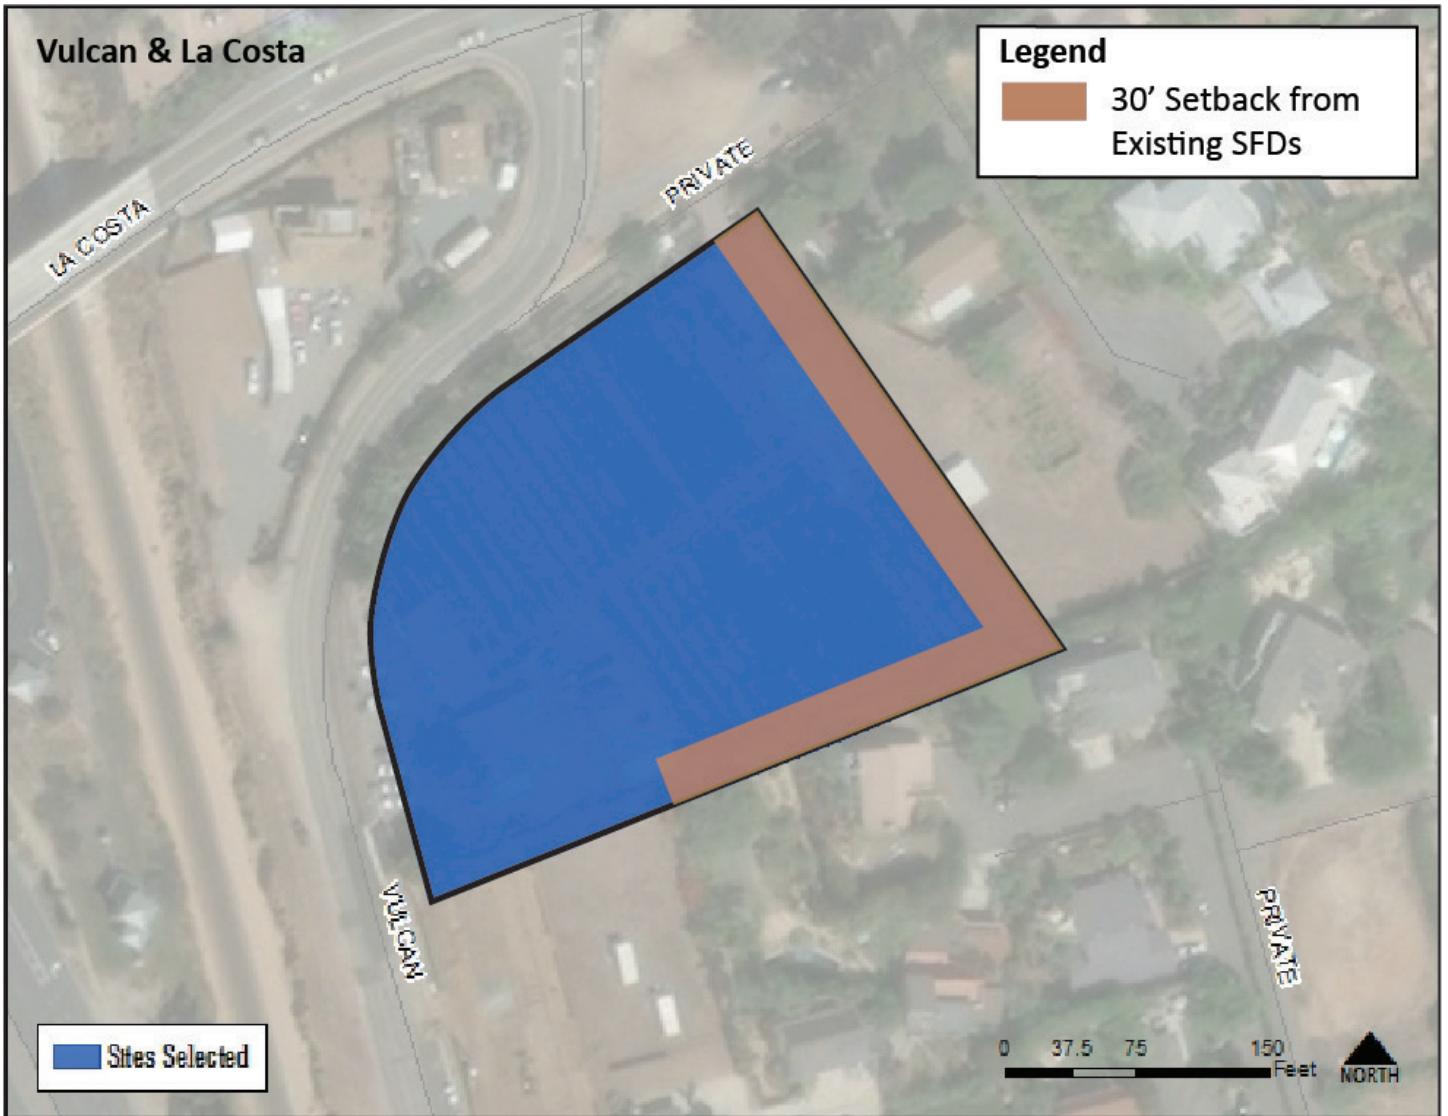 Vulcan & La Costa
Legend
30’ Setback from
Existing SFDs
PRIVATE
LA COSTA
VULCAN
PRIVATE
Sites Selected
0 37.5 75 150
Feet
NORTH